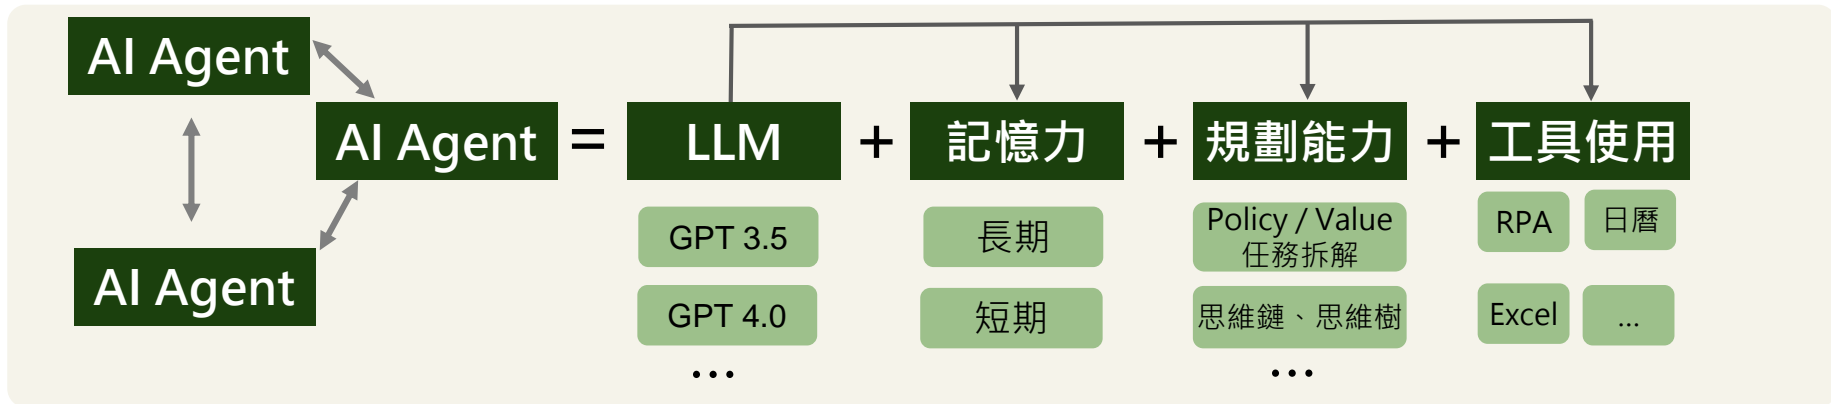 AI Agent
AI Agent
AI Agent
=
LLM
+
記憶力
+
規劃能力
+
工具使用
GPT 3.5
GPT 4.0
...
長期
短期
Policy / Value
任務拆解
思維鏈、思維樹
...
RPA
日曆
Excel
...